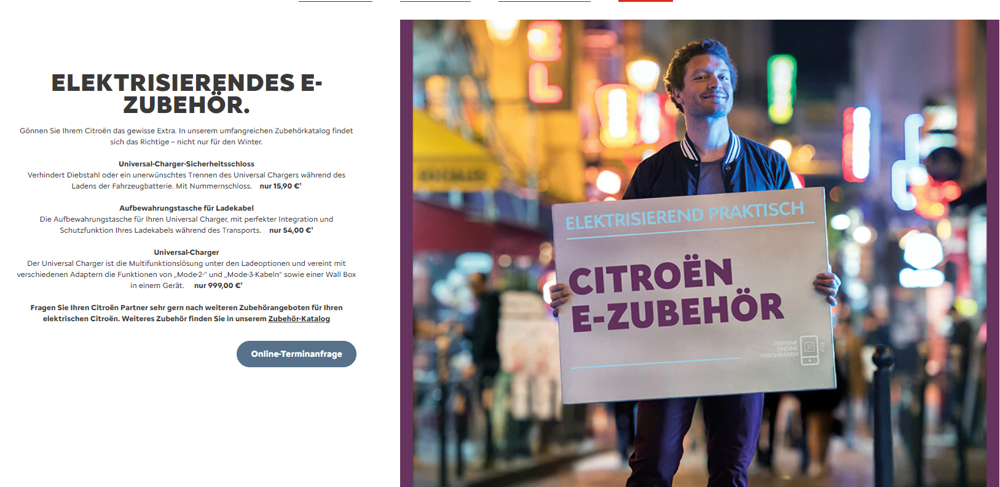 ELEKTRISIERENDES E-
ZUBEHÖR.
Gönnen Sie Ihrem Citroën das gewisse Extra. In unserem umfangreichen Zubehörkatalog findet
sich das Richtige – nicht nur für den Winter.
Universal-Charger-Sicherheitsschloss
Verhindert Diebstahl oder ein unerwünschtes Trennen des Universal Chargers während des
Ladens der Fahrzeugbatterie. Mit Nummernschloss. nur 15,90 €¹
Aufbewahrungstasche für Ladekabel
Die Aufbewahrungstasche für Ihren Universal Charger, mit perfekter Integration und
Schutzfunktion Ihres Ladekabels während des Transports. nur 54,00 €¹
Universal-Charger
Der Universal Charger ist die Multifunktionslösung unter den Ladeoptionen und vereint mit
verschiedenen Adaptern die Funktionen von „Mode-2-“ und „Mode-3-Kabeln“ sowie einer Wall Box
in einem Gerät. nur 999,00 €¹
Fragen Sie Ihren Citroën Partner sehr gern nach weiteren Zubehörangeboten für Ihren
elektrischen Citroën. Weiteres Zubehör finden Sie in unserem Zubehör-Katalog
Online-Terminanfrage
ELEKTRISIEREND PRAKTISCH
CITROËN
E-ZUBEHÖR
TERMINE
ONLINE
VEREINBAREN
31